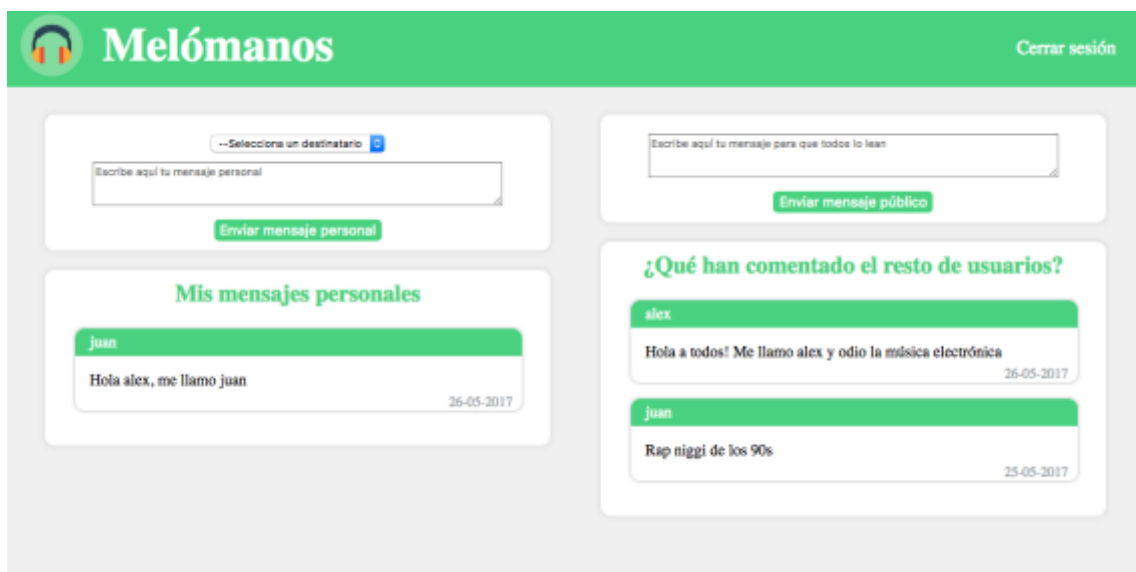 Melómanos
Cerrar sesión
--Selecciona un destinatario
Escribe aquí tu mensaje personal
Enviar mensaje personal
Mis mensajes personales
juan
Hola alex, me llamo juan
26-05-2017
Escribe aquí tu mensaje para que todos lo lean
Enviar mensaje público
¿Qué han comentado el resto de usuarios?
alex
Hola a todos! Me llamo alex y odio la música electrónica
26-05-2017
juan
Rap niggi de los 90s
25-05-2017